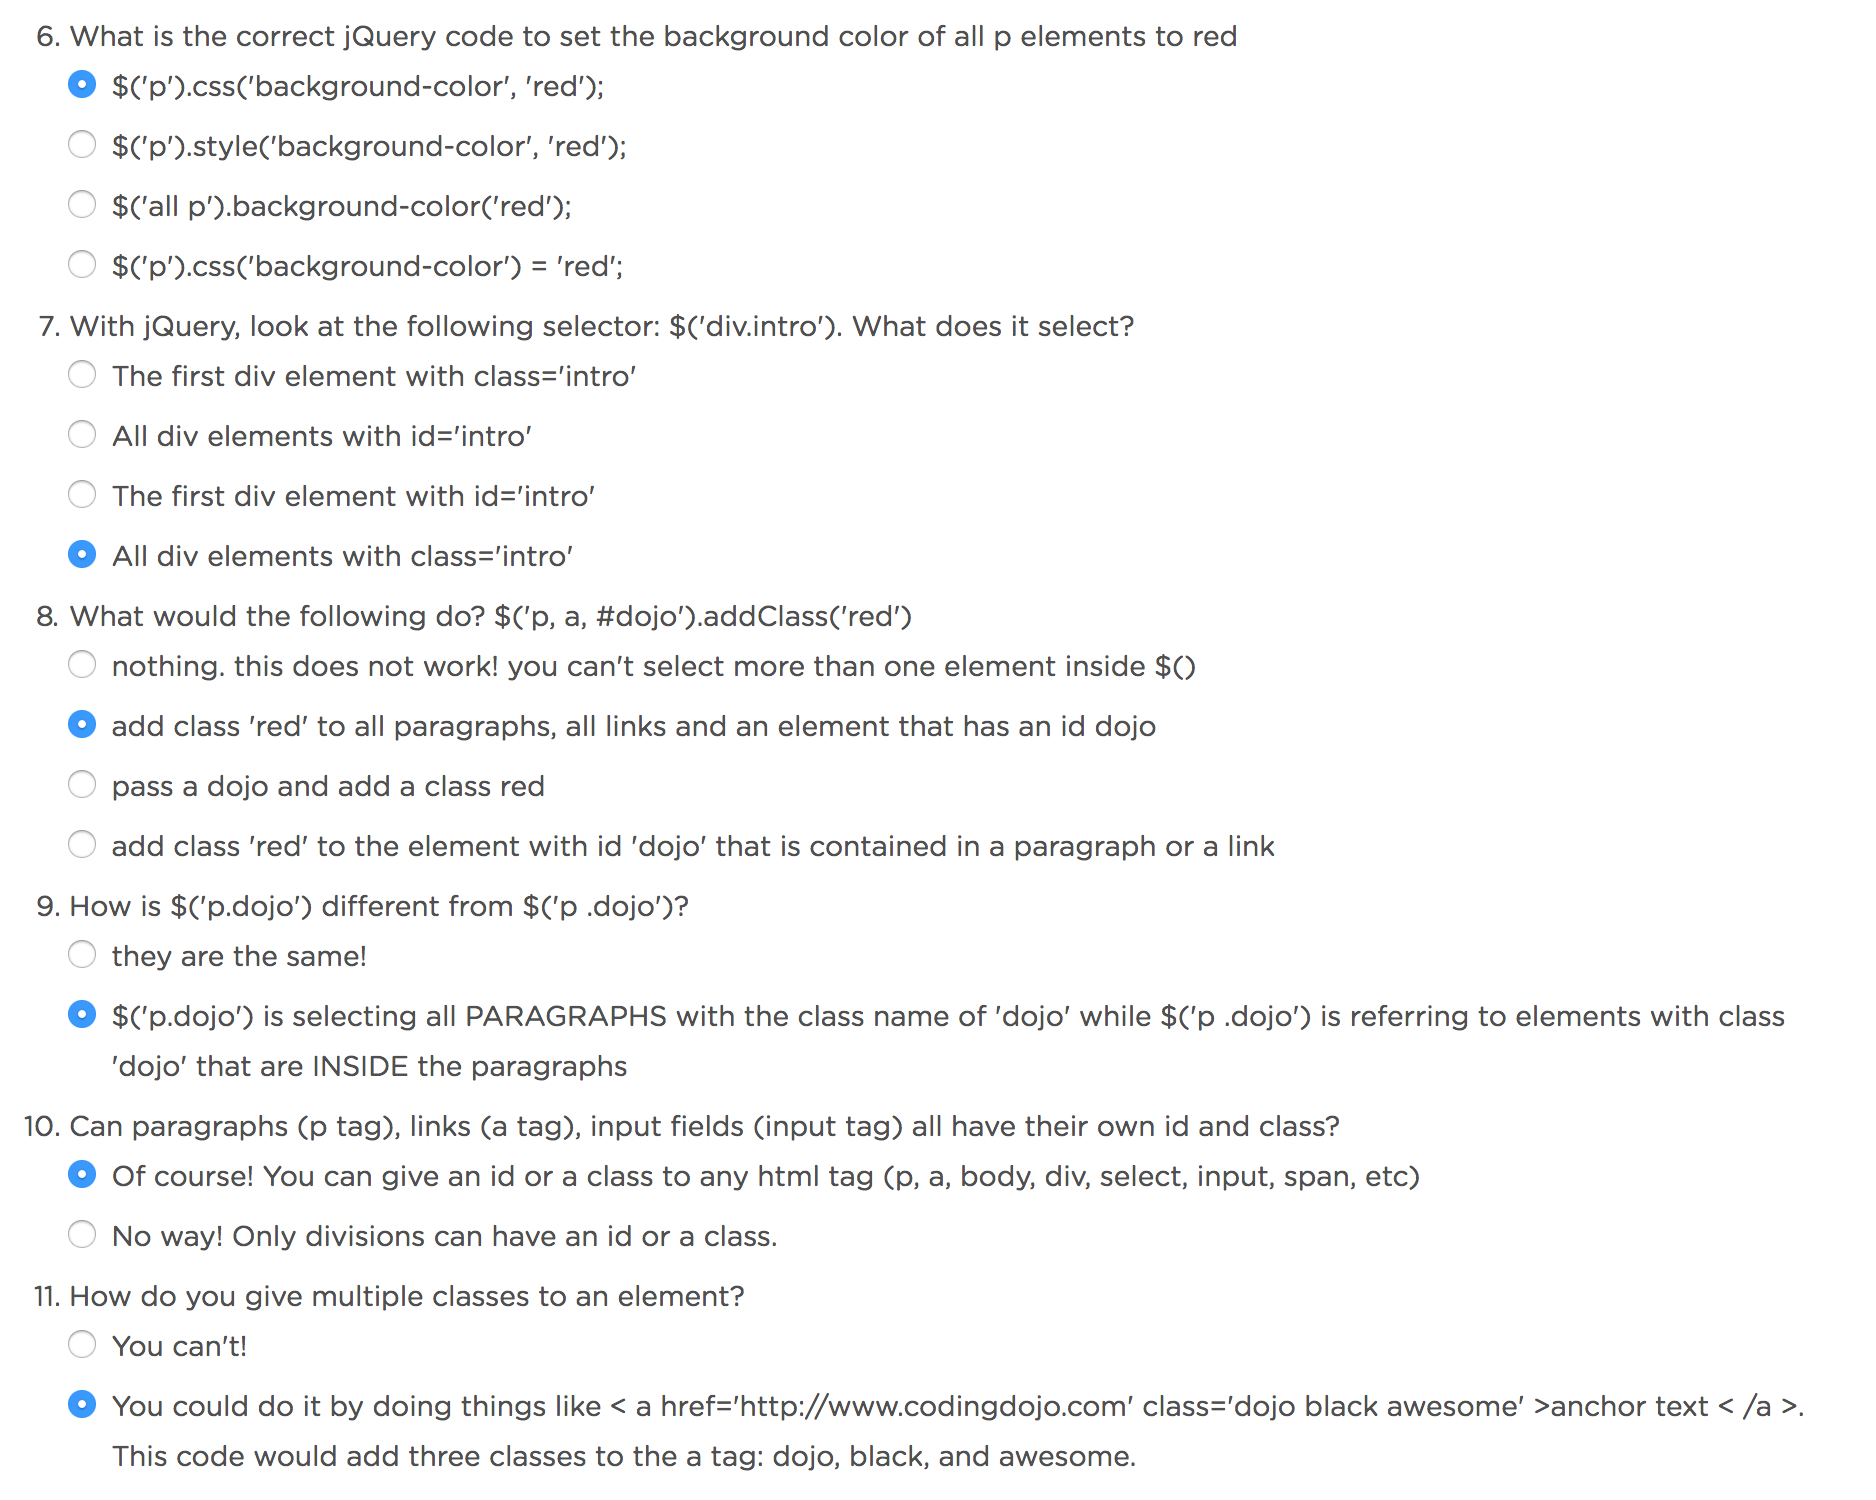 6. What is the correct jQuery code to set the background color of all p elements to red
$('p').css('background-color', 'red');
$('p').style('background-color', 'red');
$('all p').background-color('red');
$('p').css('background-color') = 'red';
7. With jQuery, look at the following selector: $('div.intro'). What does it select?
The first div element with class='intro'
All div elements with id='intro'
The first div element with id='intro'
All div elements with class='intro'
8. What would the following do? $('p, a, #dojo').addClass('red')
nothing. this does not work! you can't select more than one element inside $()
add class 'red' to all paragraphs, all links and an element that has an id dojo
pass a dojo and add a class red
add class 'red' to the element with id 'dojo' that is contained in a paragraph or a link
9. How is $('p.dojo') different from $('p .dojo')?
they are the same!
$('p.dojo') is selecting all PARAGRAPHS with the class name of 'dojo' while $('p .dojo') is referring to elements with class
'dojo' that are INSIDE the paragraphs
10. Can paragraphs (p tag), links (a tag), input fields (input tag) all have their own id and class?
Of course! You can give an id or a class to any html tag (p, a, body, div, select, input, span, etc)
No way! Only divisions can have an id or a class.
11. How do you give multiple classes to an element?
You can't!
You could do it by doing things like < a href='http://www.codingdojo.com' class='dojo black awesome' >anchor text < /a >.
This code would add three classes to the a tag: dojo, black, and awesome.